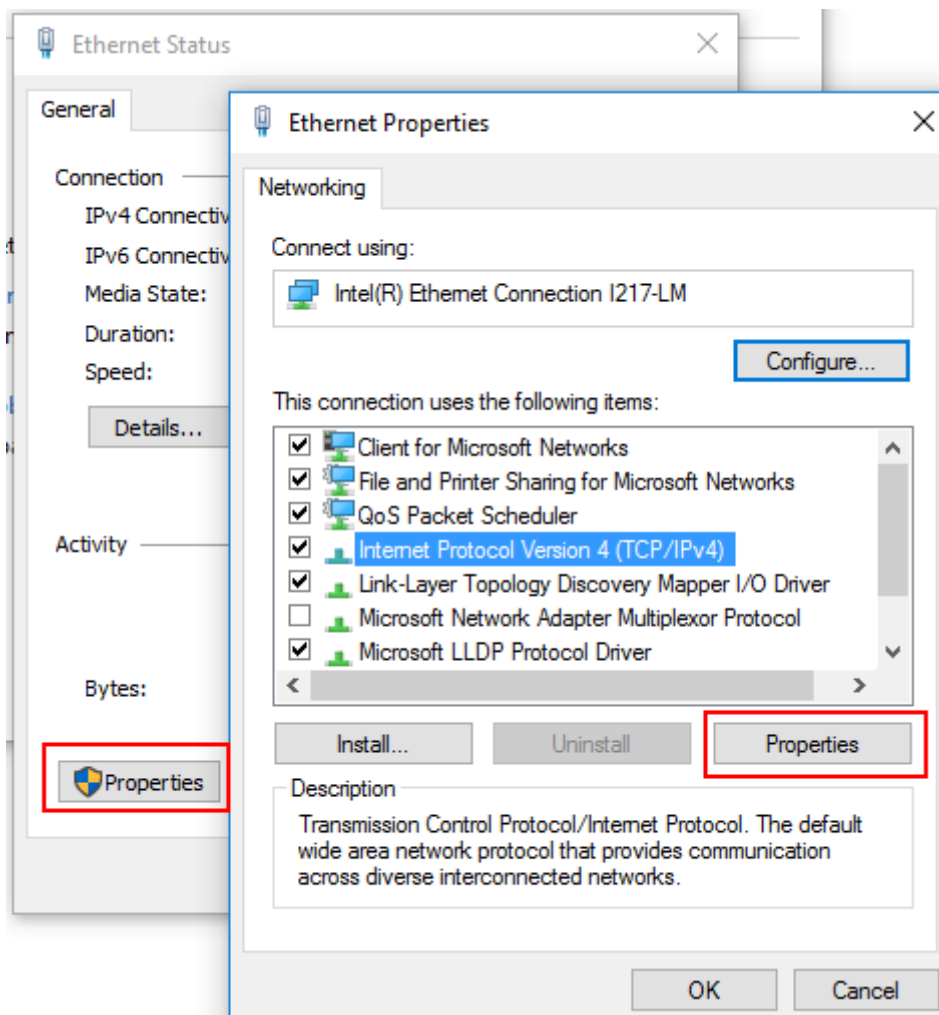 Ethernet Status
General
Connection
IPv4
IPv6
Media State:
Duration:
Speed:
Details...
Activity
Bytes:
Properties
Ethernet Properties
Networking
Connect using:
Intel(R) Ethernet Connection I217-LM
Configure...
This connection uses the following items:
Client for Microsoft Networks
File and Printer Sharing for Microsoft Networks
QoS Packet Scheduler
Internet Protocol Version 4 (TCP/IPv4)
Link-Layer Topology Discovery Mapper I/O Driver
Microsoft Network Adapter Multiplexor Protocol
Microsoft LLDP Protocol Driver
Install...
Uninstall
Properties
Description
Transmission Control Protocol/Internet Protocol. The default
wide area network protocol that provides communication
across diverse interconnected networks.
OK
Cancel